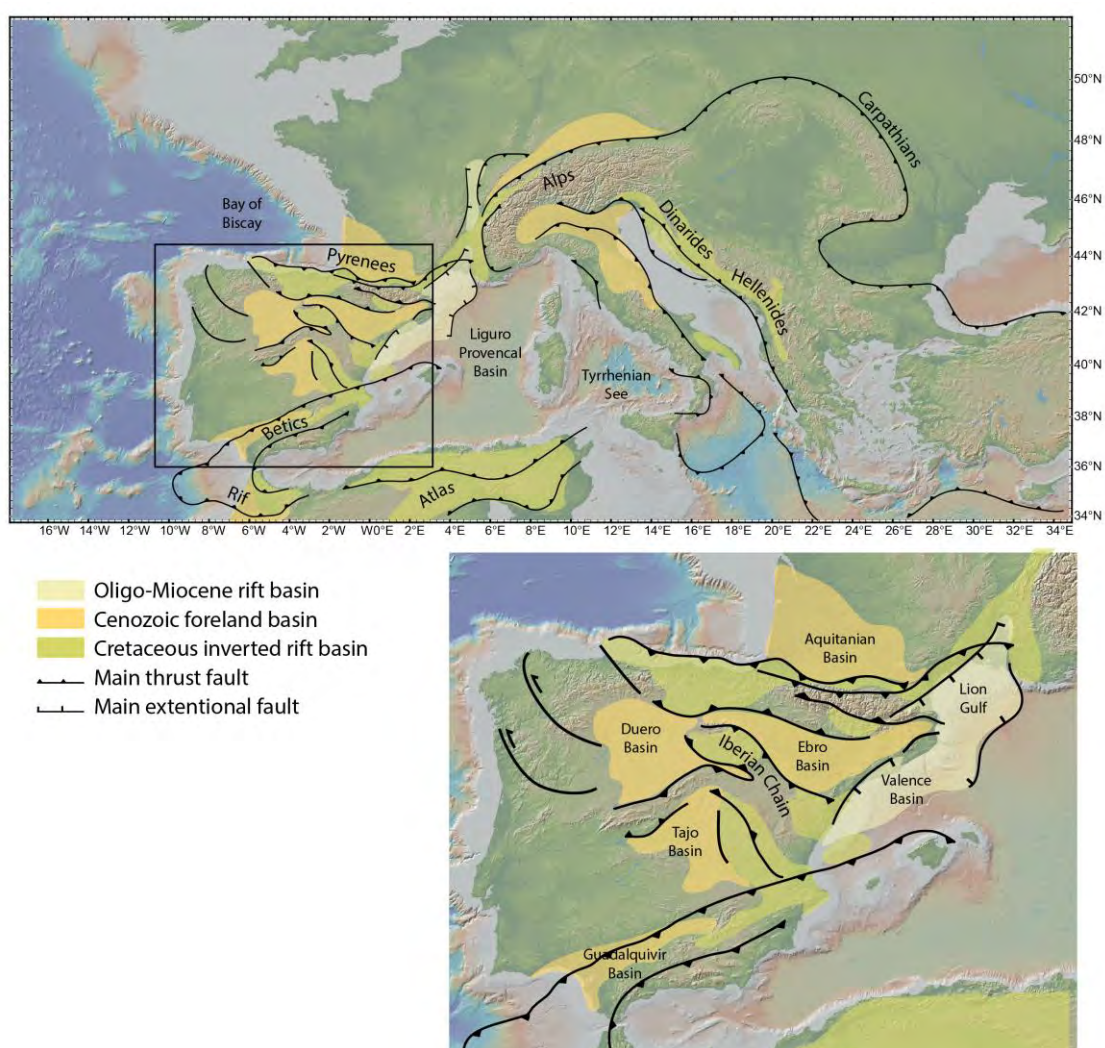 50°N
48°N
46°N
44°N
42°N
40°N
38°N
36°N
34°N
16°W 14°W 12°W 10°W 8°W 6°W 4°W 2°W 0° 2°E 4°E 6°E 8°E 10°E 12°E 14°E 16°E 18°E 20°E 22°E 24°E 26°E 28°E 30°E 32°E 34°E
Carpathians
Alps
Bay of
Biscay
Dinarides
Pyrenees
Hellenides
Liguro
Provencal
Basin
Tyrrhenian
See
Betics
Rif
Atlas
Oligo-Miocene rift basin
Cenozoic foreland basin
Cretaceous inverted rift basin
Main thrust fault
Main extentional fault
Aquitanian
Basin
Lion
Gulf
Duero
Basin
Iberian Chain
Ebro
Basin
Valence
Basin
Tajo
Basin
Guadalquivir
Basin